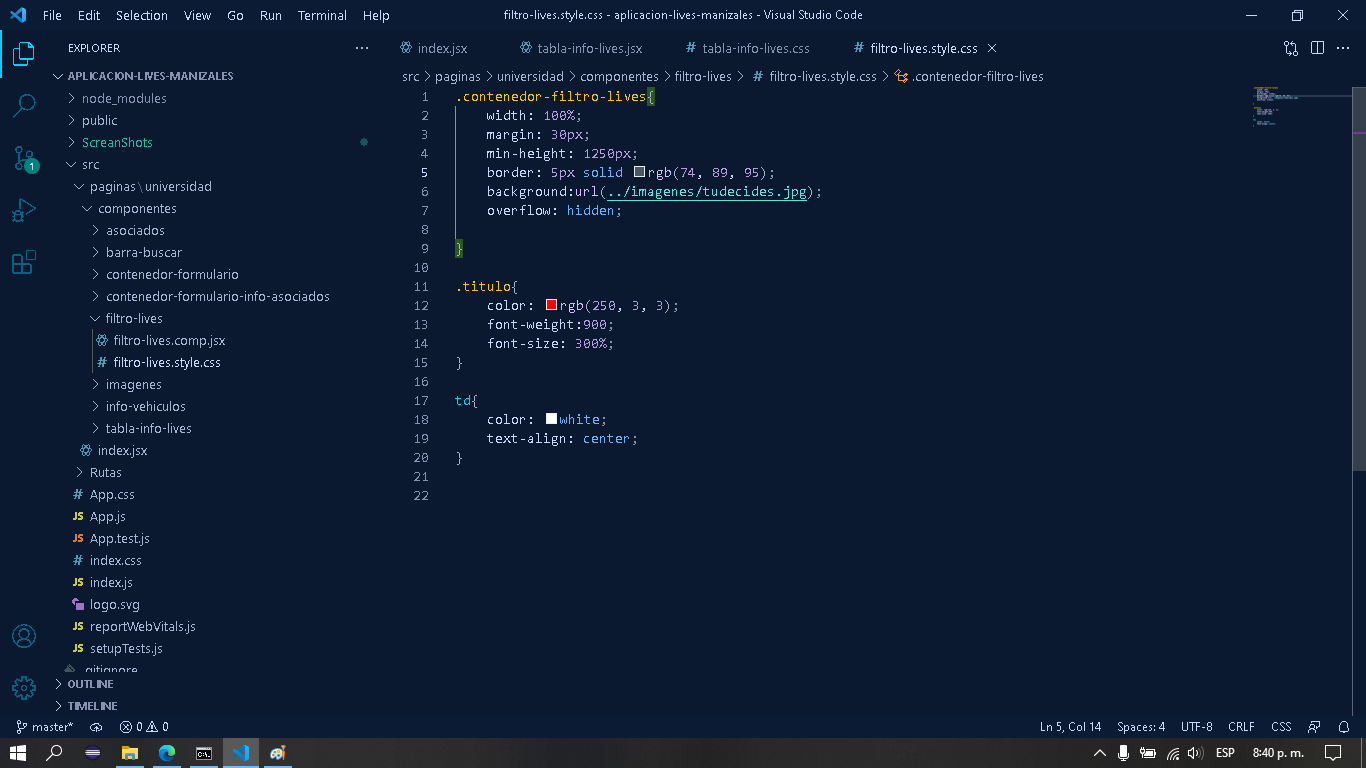 File Edit Selection View Go Run Terminal Help
filtro-lives.style.css - aplicacion-lives-manizales - Visual Studio Code
EXPLORER
APLICACION-LIVES-MANIZALES
node_modules
public
ScreanShots
1
src
paginas\universidad
componentes
asociados
barra-buscar
contenedor-formulario
contenedor-formulario-info-asociados
filtro-lives
filtro-lives.comp.jsx
# filtro-lives.style.css
imagenes
info-vehiculos
tabla-info-lives
index.jsx
Rutas
# App.css
JS App.js
JS App.test.js
# index.css
JS index.js
logo.svg
JS reportWebVitals.js
JS setupTests.js
.gitignore
OUTLINE
TIMELINE
index.jsx
tabla-info-lives.jsx
# tabla-info-lives.css
# filtro-lives.style.css
src > paginas > universidad > componentes > filtro-lives > # filtro-lives.style.css > .contenedor-filtro-lives
1 .contenedor-filtro-lives{
2 width: 100%;
3 margin: 30px;
4 min-height: 1250px;
5 border: 5px solid rgb(74, 89, 95);
6 background:url(../imagenes/tudecides.jpg);
7 overflow: hidden;
8
9 }
10
11 .titulo{
12 color: rgb(250, 3, 3);
13 font-weight:900;
14 font-size: 300%;
15 }
16
17 td{
18 color: white;
19 text-align: center;
20 }
21
22
master* 0 0
Ln 5, Col 14 Spaces: 4 UTF-8 CRLF CSS
ESP 8:40 p. m.